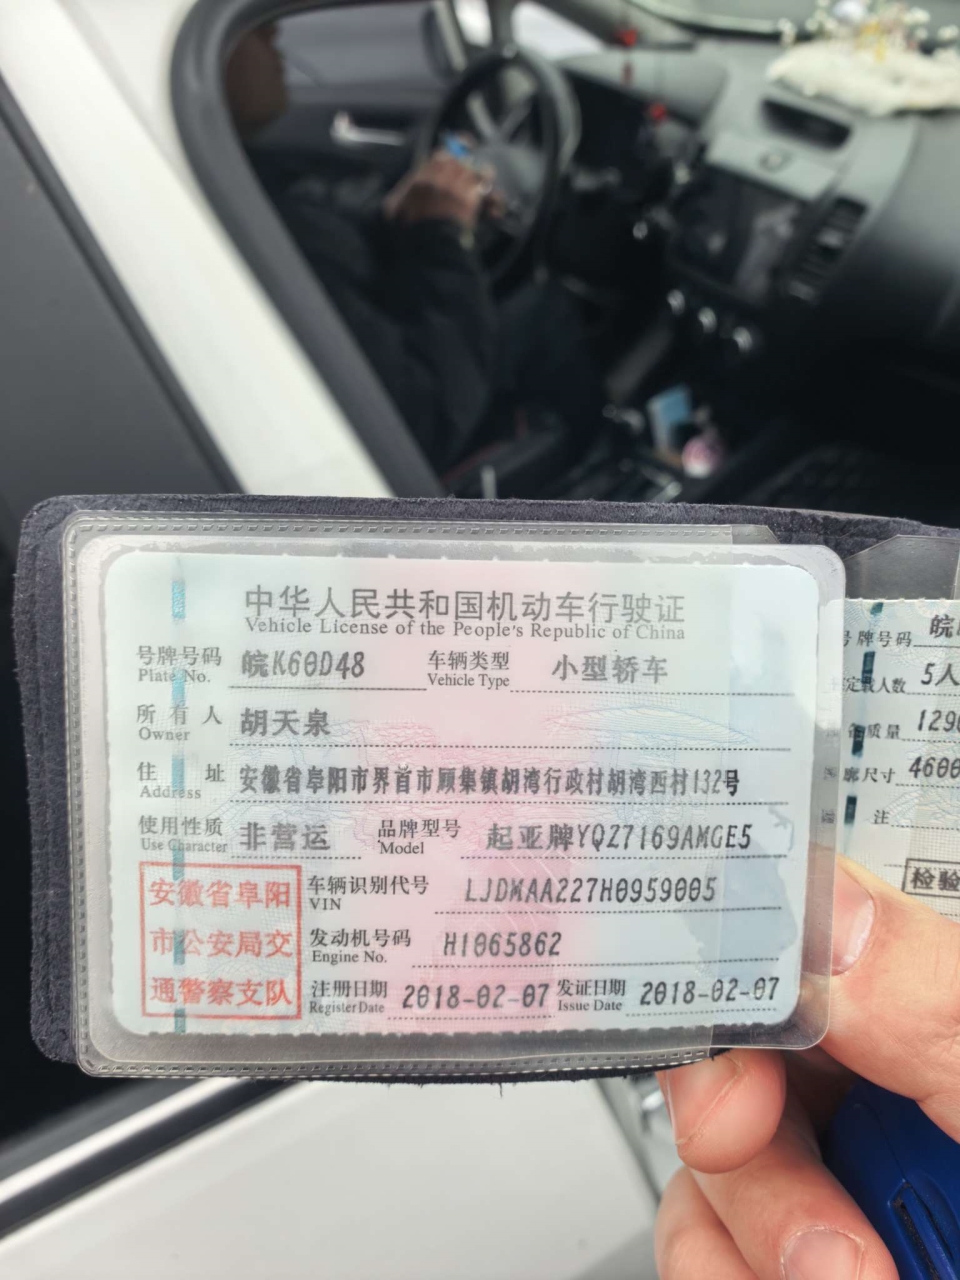 中华人民共和国机动车行驶证
Vehicle License of the People's Republic of China
号牌号码 皖K60D48 车辆类型 小型轿车
Plate No. Vehicle Type
所有人 胡天泉
Owner
住址 安徽省阜阳市界首市顾集镇胡湾行政村胡湾西村132号
Address
使用性质 非营运 品牌型号 起亚牌YQZ7169AMGE5
Use Character Model
安徽省阜阳
市公安局交
通警察支队
车辆识别代号 LJDMAA227H0959005
VIN
发动机号码 H1065862
Engine No.
注册日期 2018-02-07 发证日期 2018-02-07
Register Date Issue Date
号牌号码 皖
定载人数 5人
质量 129
尺寸 4600
注
检验